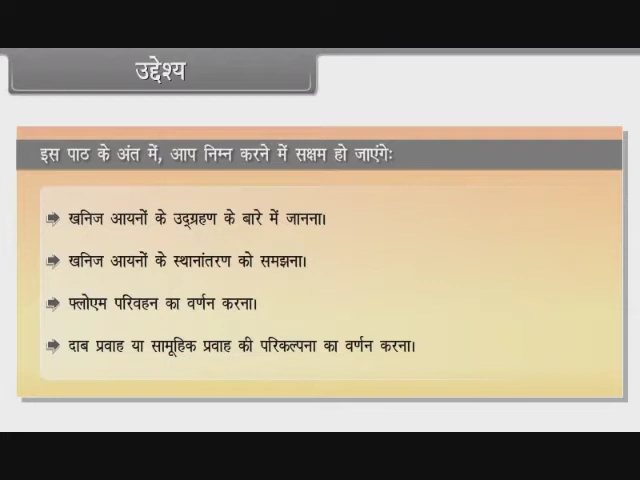 उद्देश्य
इस पाठ के अंत में, आप निम्न करने में सक्षम हो जाएंगे:
खनिज आयनों के उद्ग्रहण के बारे में जानना।
खनिज आयनों के स्थानांतरण को समझना।
फ्लोएम परिवहन का वर्णन करना।
दाब प्रवाह या सामूहिक प्रवाह की परिकल्पना का वर्णन करना।